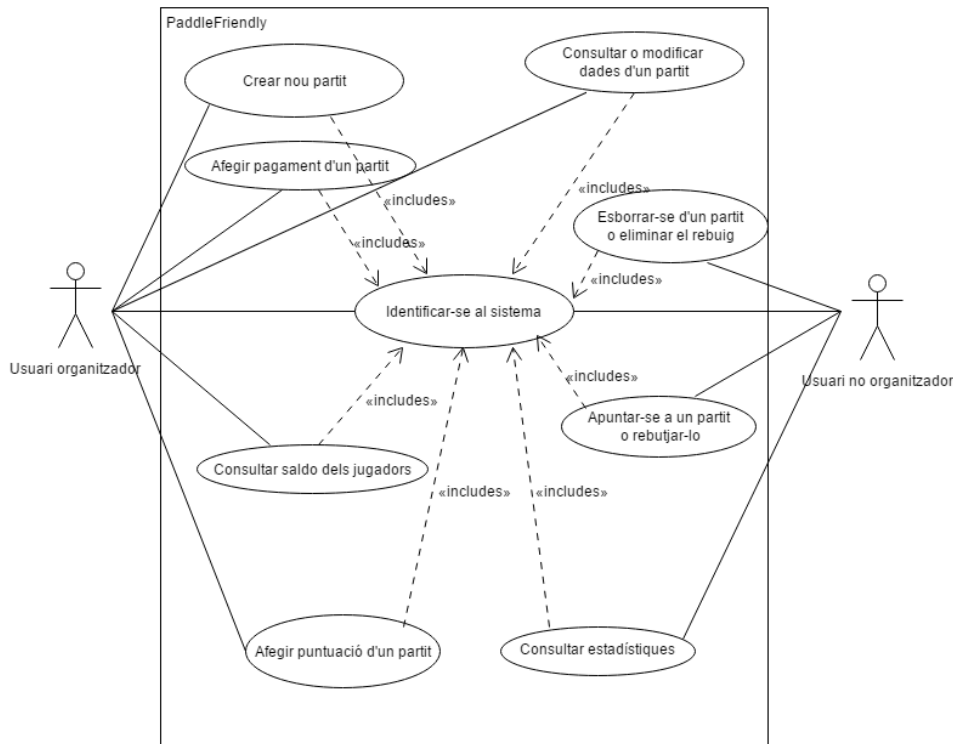 PaddleFriendly
Crear nou partit
Consultar o modificar
dades d'un partit
Afegir pagament d'un partit
«includes»
«includes»
Esborrar-se d'un partit
o eliminar el rebuig
«includes»
«includes»
Identificar-se al sistema
Usuari organitzador
Usuari no organitzador
«includes»
«includes»
Apuntar-se a un partit
o rebutjar-lo
Consultar saldo dels jugadors
«includes»
«includes»
Afegir puntuació d'un partit
Consultar estadístiques